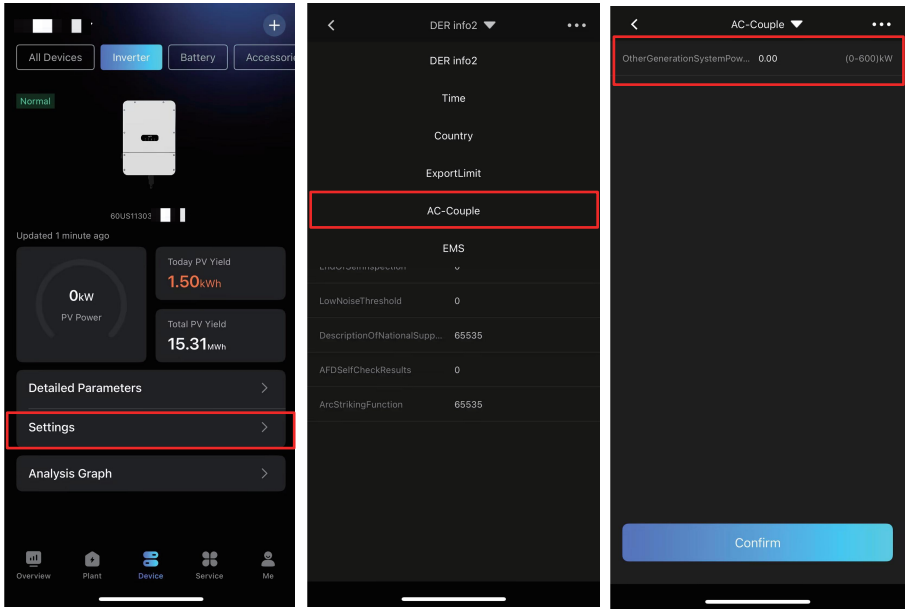 All Devices
Inverter
Battery
Accessori
Normal
60US11303
Updated 1 minute ago
0kW
PV Power
Today PV Yield
1.50kWh
Total PV Yield
15.31MWh
Detailed Parameters
Settings
Analysis Graph
Overview
Plant
Device
Service
Me
DER info2
DER info2
Time
Country
ExportLimit
AC-Couple
EMS
0
LowNoiseThreshold 0
DescriptionOfNationalSupp... 65535
AFDSelfCheckResults 0
ArcStrikingFunction 65535
AC-Couple
OtherGenerationSystemPow... 0.00 (0-600)kW
Confirm